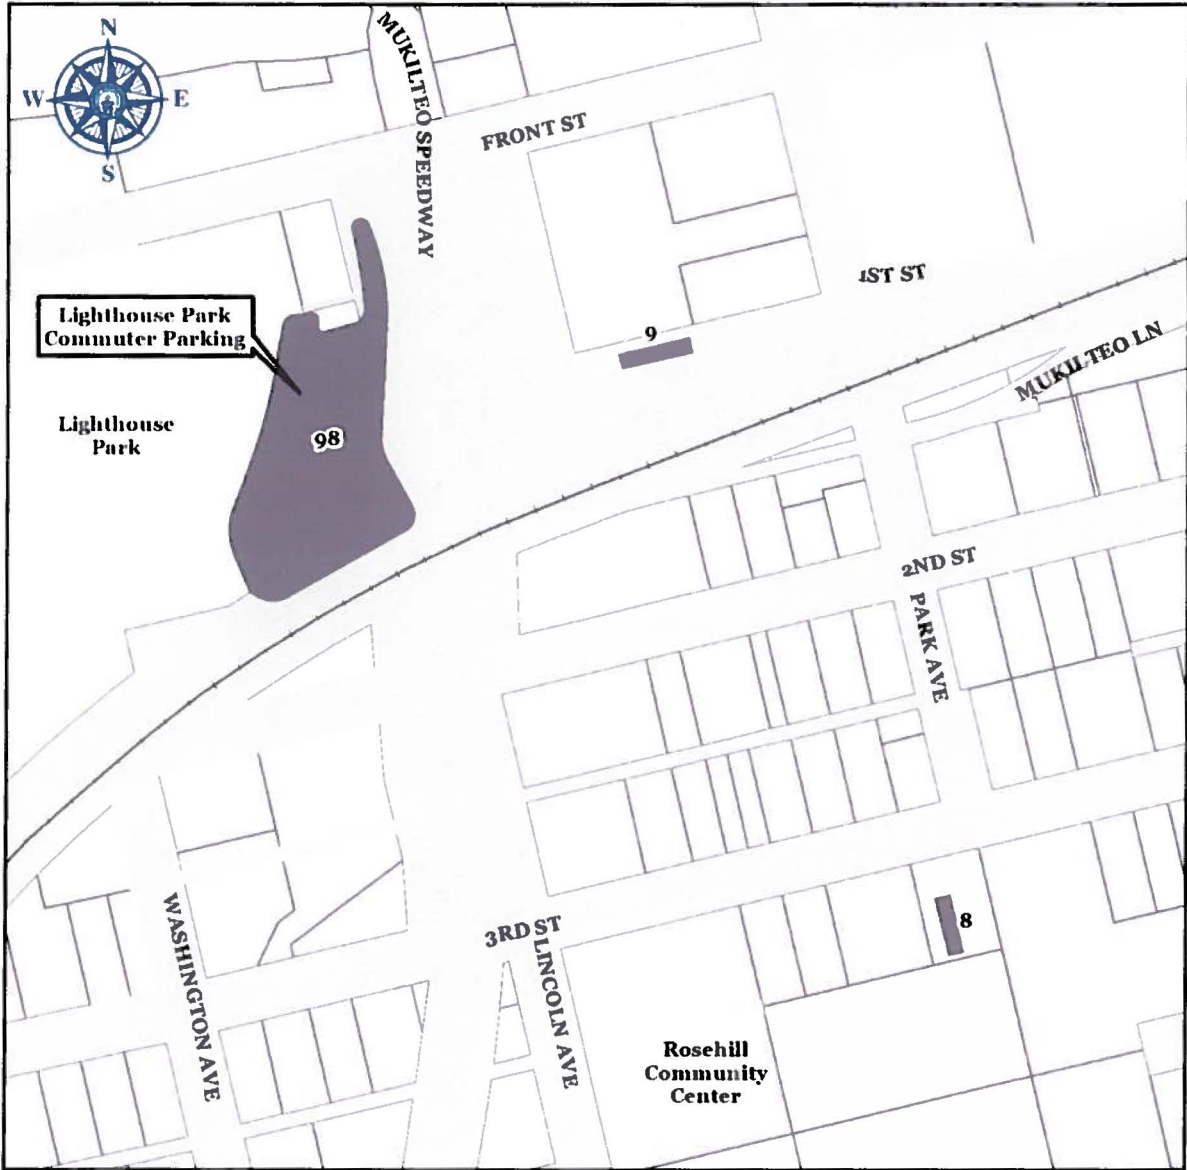 N
W
E
S
MUKILTEO SPEEDWAY
FRONT ST
1ST ST
Lighthouse Park
Commuter Parking
9
MUKILTEO LN
Lighthouse
Park
98
2ND ST
PARK AVE
WASHINGTON AVE
3RD ST
LINCOLN AVE
8
Rosehill
Community
Center